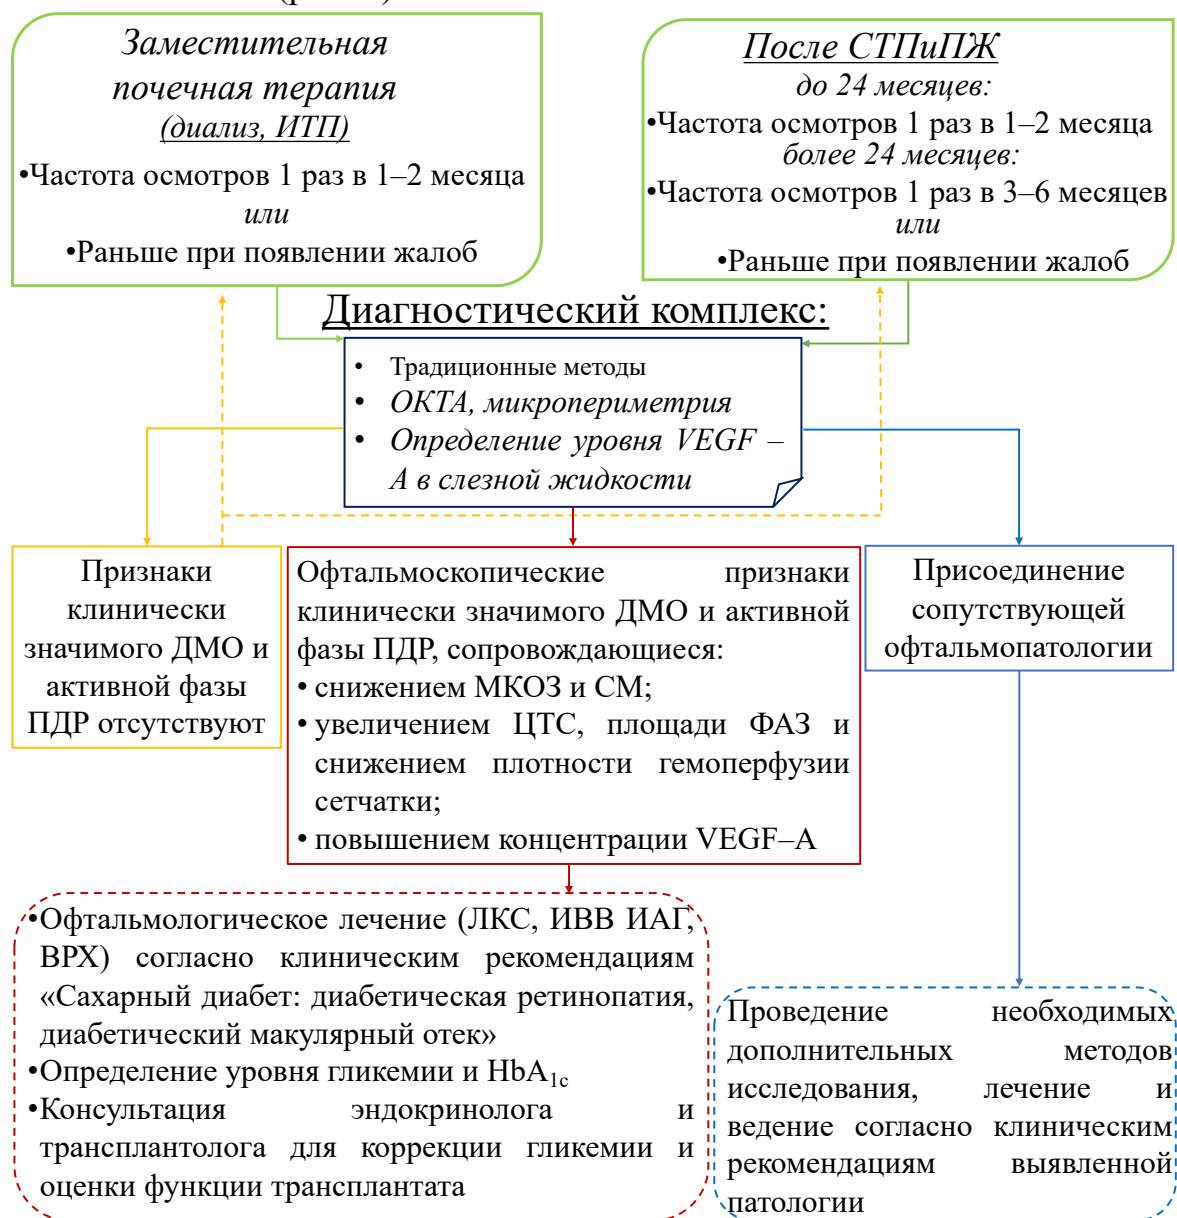 Заместительная
почечная терапия
(диализ, ИТП)
•Частота осмотров 1 раз в 1–2 месяца
или
•Раньше при появлении жалоб
После СТПиПЖ
до 24 месяцев:
•Частота осмотров 1 раз в 1–2 месяца
более 24 месяцев:
•Частота осмотров 1 раз в 3–6 месяцев
или
•Раньше при появлении жалоб
Диагностический комплекс:
• Традиционные методы
• ОКТА, микропериметрия
• Определение уровня VEGF –
А в слезной жидкости
Признаки
клинически
значимого ДМО и
активной фазы
ПДР отсутствуют
Офтальмоскопические признаки
клинически значимого ДМО и активной
фазы ПДР, сопровождающиеся:
• снижением МКОЗ и СМ;
• увеличением ЦТС, площади ФАЗ и
снижением плотности гемоперфузии
сетчатки;
• повышением концентрации VEGF–A
Присоединение
сопутствующей
офтальмопатологии
•Офтальмологическое лечение (ЛКС, ИВВ ИАГ,
ВРХ) согласно клиническим рекомендациям
«Сахарный диабет: диабетическая ретинопатия,
диабетический макулярный отек»
•Определение уровня гликемии и HbA1c
•Консультация эндокринолога и
трансплантолога для коррекции гликемии и
оценки функции трансплантата
Проведение необходимых
дополнительных методов
исследования, лечение и
ведение согласно клиническим
рекомендациям выявленной
патологии